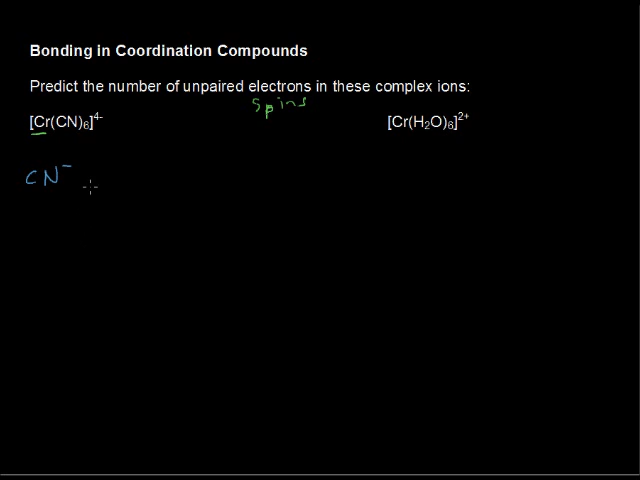 Bonding in Coordination Compounds
Predict the number of unpaired electrons in these complex ions:
spins
[Cr(CN)₆]⁴⁻ [Cr(H₂O)₆]²⁺
CN⁻